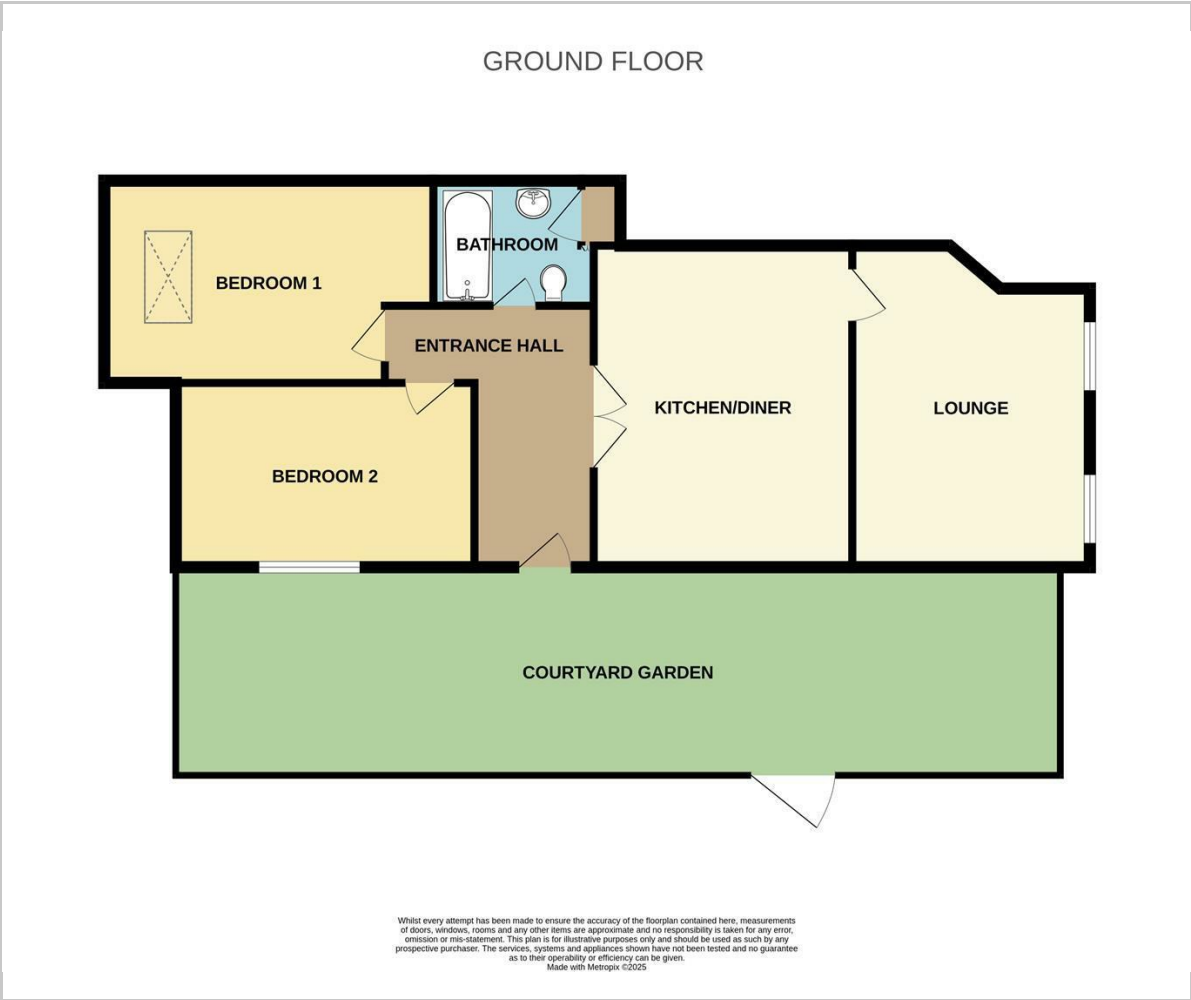 GROUND FLOOR
BATHROOM
BEDROOM 1
ENTRANCE HALL
KITCHEN/DINER
LOUNGE
BEDROOM 2
COURTYARD GARDEN
Whilst every attempt has been made to ensure the accuracy of the floorplan contained here, measurements
of doors, windows, rooms and any other items are approximate and no responsibility is taken for any error,
omission or mis-statement. This plan is for illustrative purposes only and should be used as such by any
prospective purchaser. The services, systems and appliances shown have not been tested and no guarantee
as to their operability or efficiency can be given.
Made with Metropix ©2025